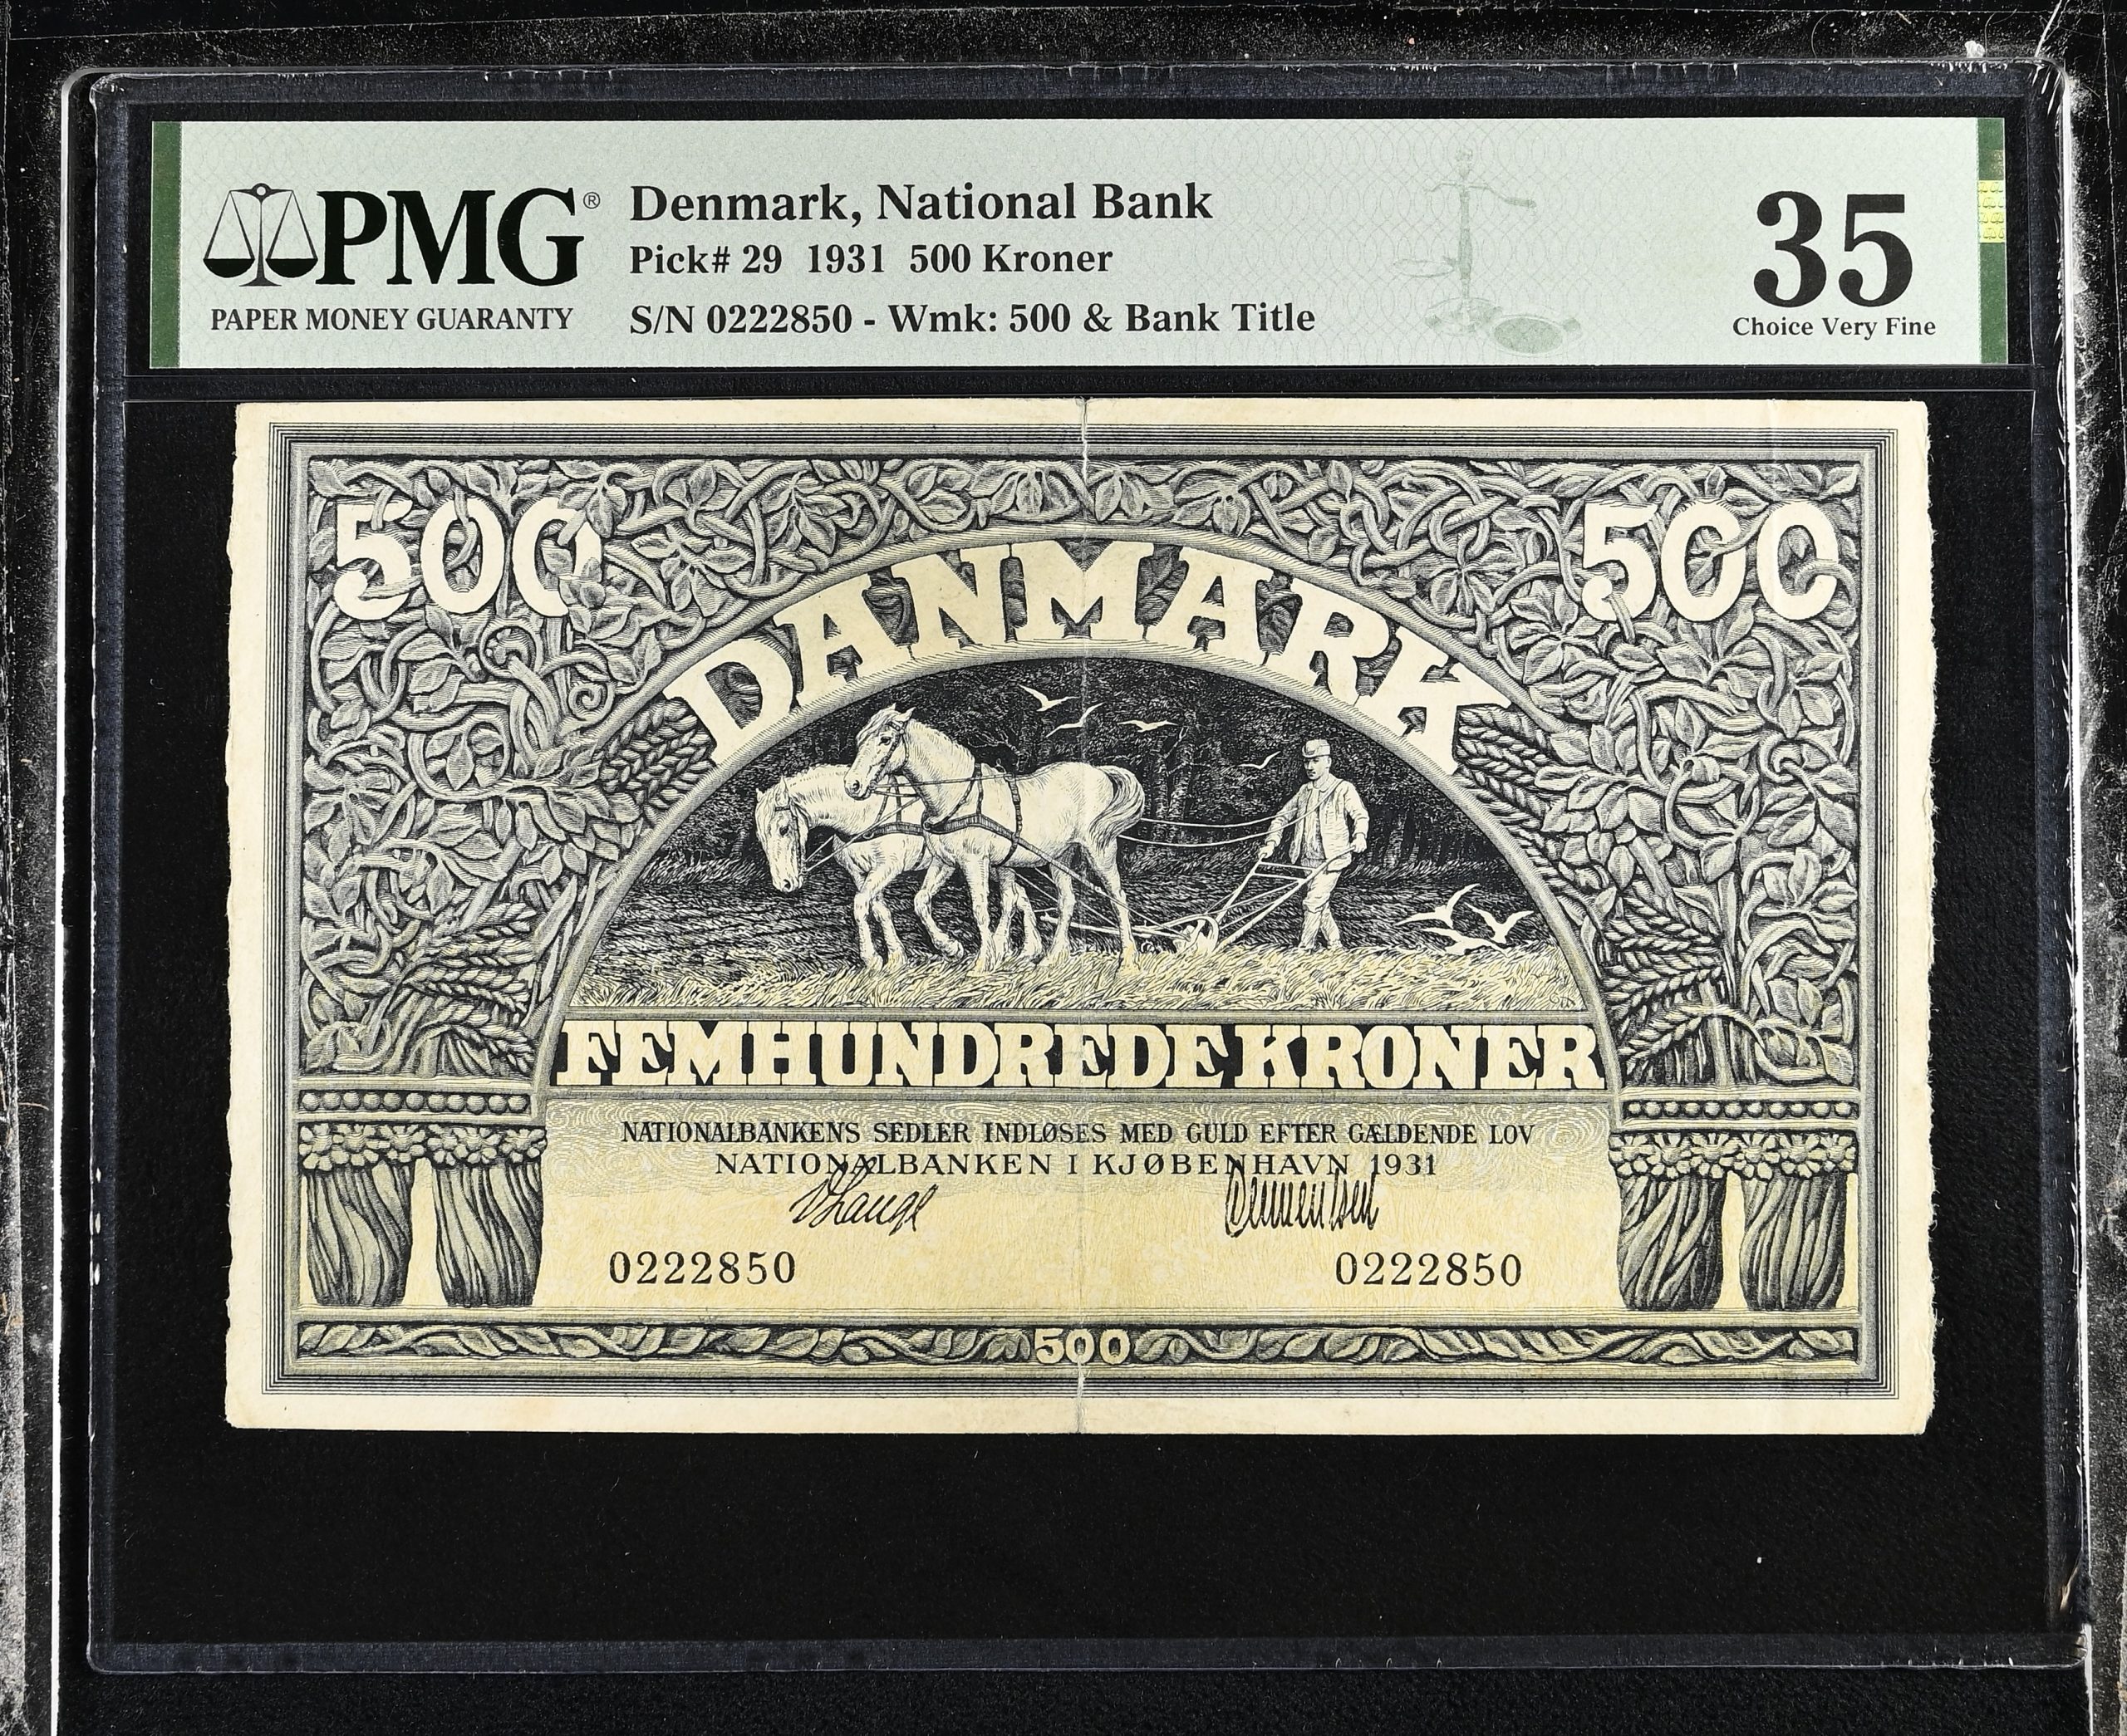 PMG®
PAPER MONEY GUARANTY
Denmark, National Bank
Pick# 29 1931 500 Kroner
S/N 0222850 - Wmk: 500 & Bank Title
35
Choice Very Fine
500
500
DANMARK
FEMHUNDREDE KRONER
NATIONALBANKENS SEDLER INDLØSES MED GULD EFTER GÆLDENDE LOV
NATIONALBANKEN I KJØBENHAVN 1931
V Lange
0222850
0222850
500